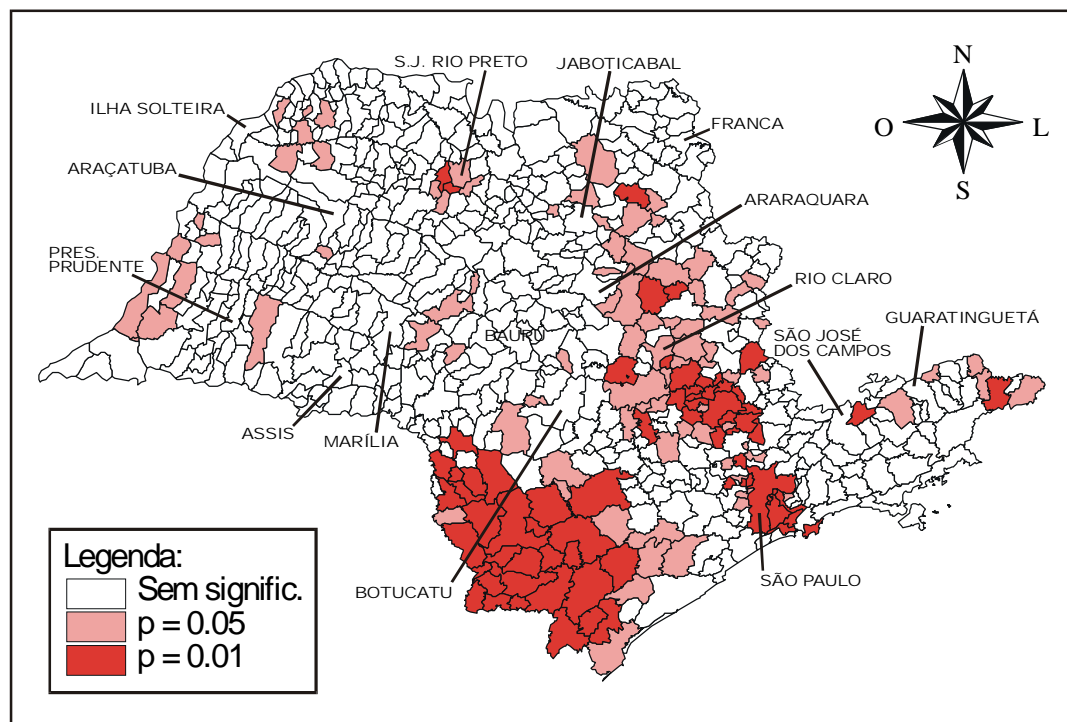 N
S.J. RIO PRETO
JABOTICABAL
ILHA SOLTEIRA
FRANCA
O
L
ARAÇATUBA
S
ARARAQUARA
PRES.
PRUDENTE
RIO CLARO
GUARATINGUETÁ
SÃO JOSÉ
DOS CAMPOS
BAURU
ASSIS
MARÍLIA
Legenda:
Sem signific.
p = 0.05
p = 0.01
BOTUCATU
SÃO PAULO